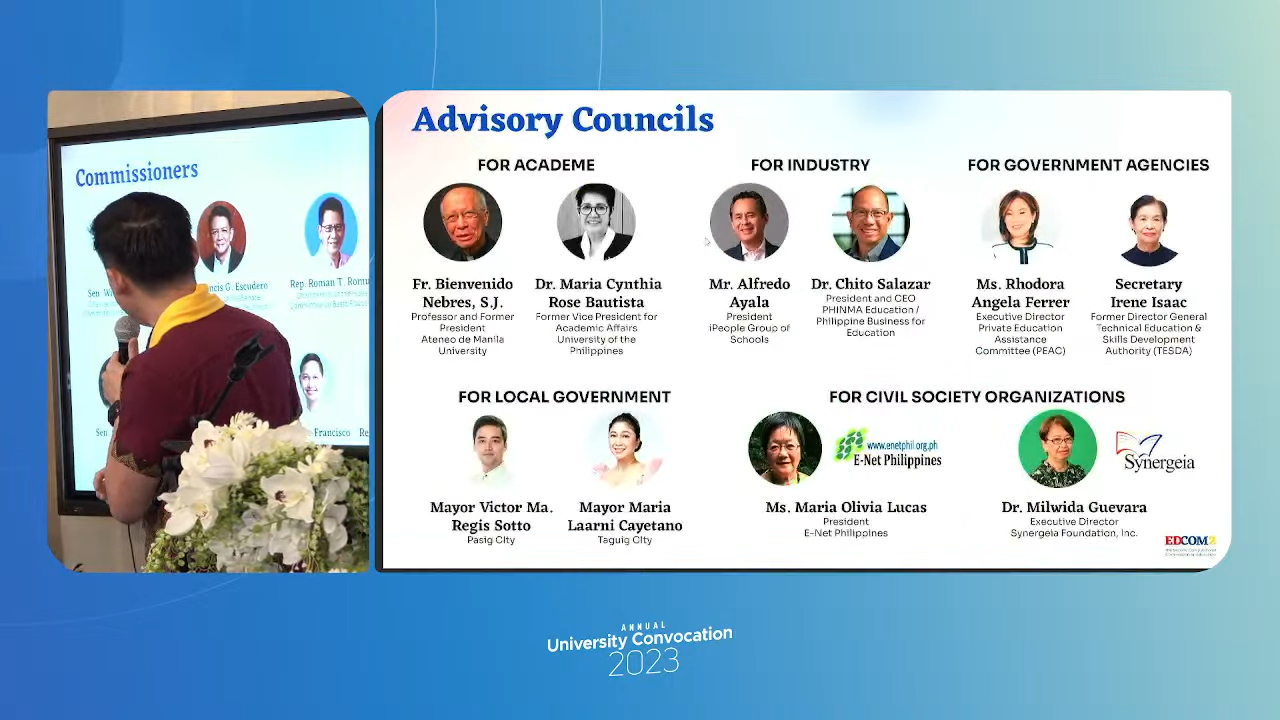 Commissioners
ncis G. Escudero
Rep. Roman T. Romu
Sen. W
Sen.
Francisco
Re
Advisory Councils
FOR ACADEME
Fr. Bienvenido
Nebres, S.J.
Professor and Former
President
Ateneo de Manila
University
Dr. Maria Cynthia
Rose Bautista
Former Vice President for
Academic Affairs
University of the
Philippines
FOR INDUSTRY
Mr. Alfredo
Ayala
President
iPeople Group of
Schools
Dr. Chito Salazar
President and CEO
PHINMA Education /
Philippine Business for
Education
FOR GOVERNMENT AGENCIES
Ms. Rhodora
Angela Ferrer
Executive Director
Private Education
Assistance
Committee (PEAC)
Secretary
Irene Isaac
Former Director General
Technical Education &
Skills Development
Authority (TESDA)
FOR LOCAL GOVERNMENT
Mayor Victor Ma.
Regis Sotto
Pasig City
Mayor Maria
Laarni Cayetano
Taguig City
FOR CIVIL SOCIETY ORGANIZATIONS
www.enetphil.org.ph
E-Net Philippines
Ms. Maria Olivia Lucas
President
E-Net Philippines
Synergeia
Dr. Milwida Guevara
Executive Director
Synergeia Foundation, Inc.
EDCOM2
ANNUAL
University Convocation
2023